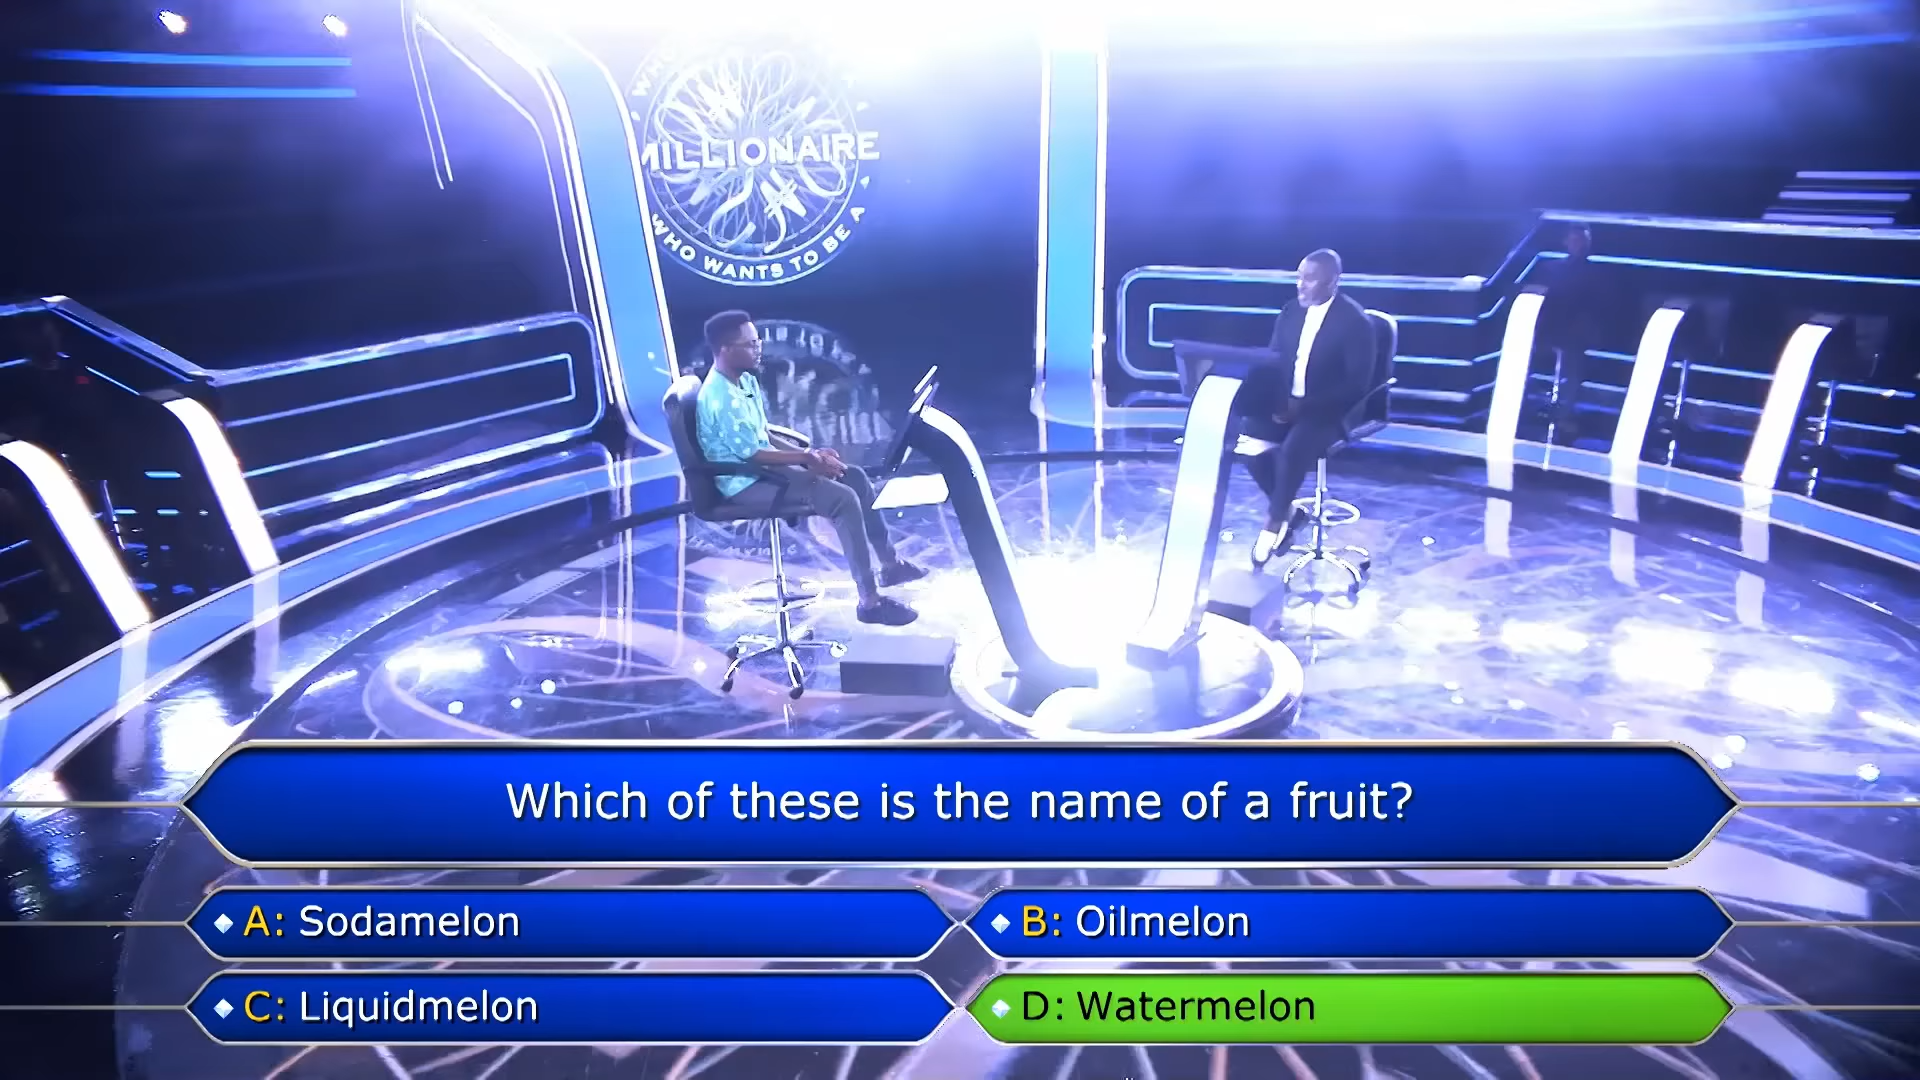 MILLIONAIRE
WHO WANTS TO BE A
Which of these is the name of a fruit?
A: Sodamelon
B: Oilmelon
C: Liquidmelon
D: Watermelon